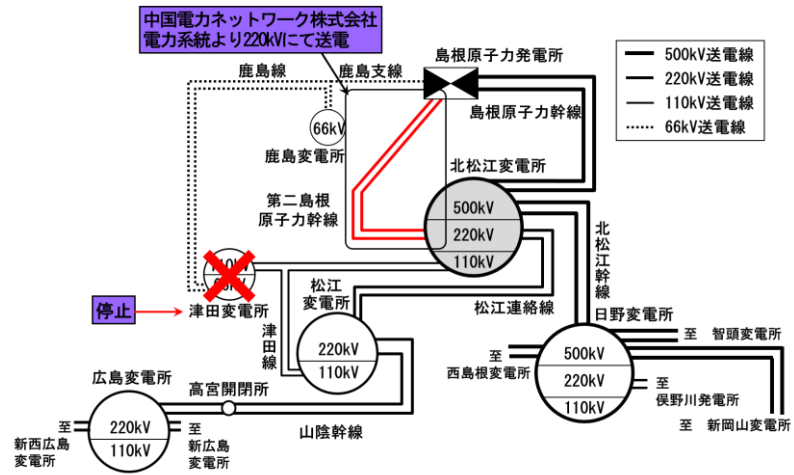 中国電力ネットワーク株式会社
電力系統より220kVにて送電
島根原子力発電所
500kV送電線
220kV送電線
110kV送電線
66kV送電線
鹿島線
鹿島支線
島根原子力幹線
66kV
鹿島変電所
北松江変電所
第二島根
原子力幹線
500kV
220kV
110kV
北松江幹線
津田変電所
停止
松江
変電所
松江連絡線
日野変電所
津田線
220kV
110kV
至
西島根変電所
500kV
220kV
110kV
至 智頭変電所
至
俣野川発電所
至 新岡山変電所
広島変電所
高宮開閉所
山陰幹線
至
新西広島
変電所
220kV
110kV
至
新広島
変電所